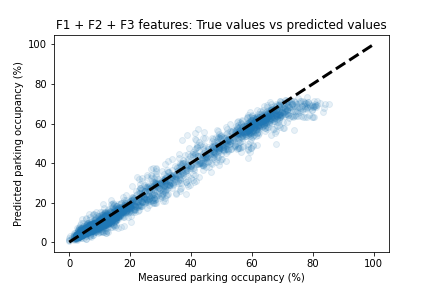 F1 + F2 + F3 features: True values vs predicted values
Predicted parking occupancy (%)
100
80
60
40
20
0
0 20 40 60 80 100
Measured parking occupancy (%)